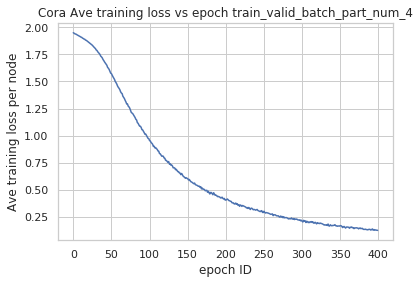 Cora Ave training loss vs epoch train_valid_batch_part_num_4
Ave training loss per node
2.00
1.75
1.50
1.25
1.00
0.75
0.50
0.25
0 50 100 150 200 250 300 350 400
epoch ID